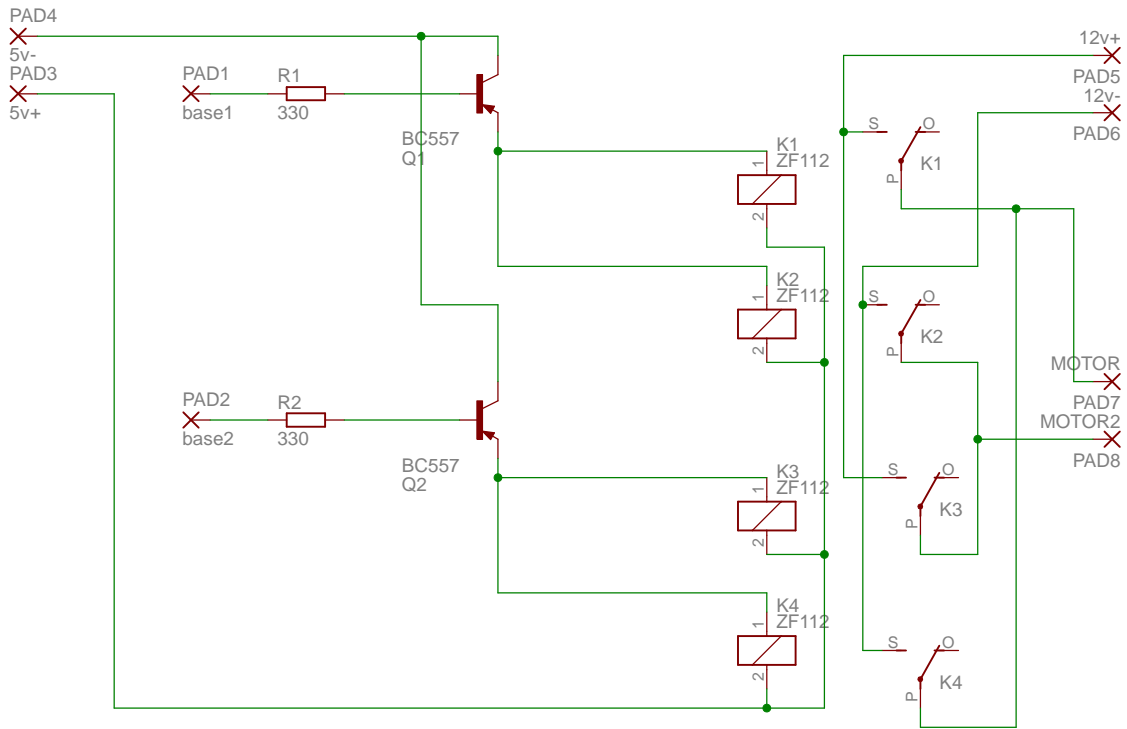 PAD4
5v-
PAD3
5v+
PAD1
base1
R1
330
BC557
Q1
K1
ZF112
1
2
K2
ZF112
1
2
PAD2
base2
R2
330
BC557
Q2
K3
ZF112
1
2
K4
ZF112
1
2
12v+
PAD5
12v-
PAD6
S
O
P
K1
S
O
P
K2
MOTOR
PAD7
MOTOR2
PAD8
S
O
P
K3
S
O
P
K4